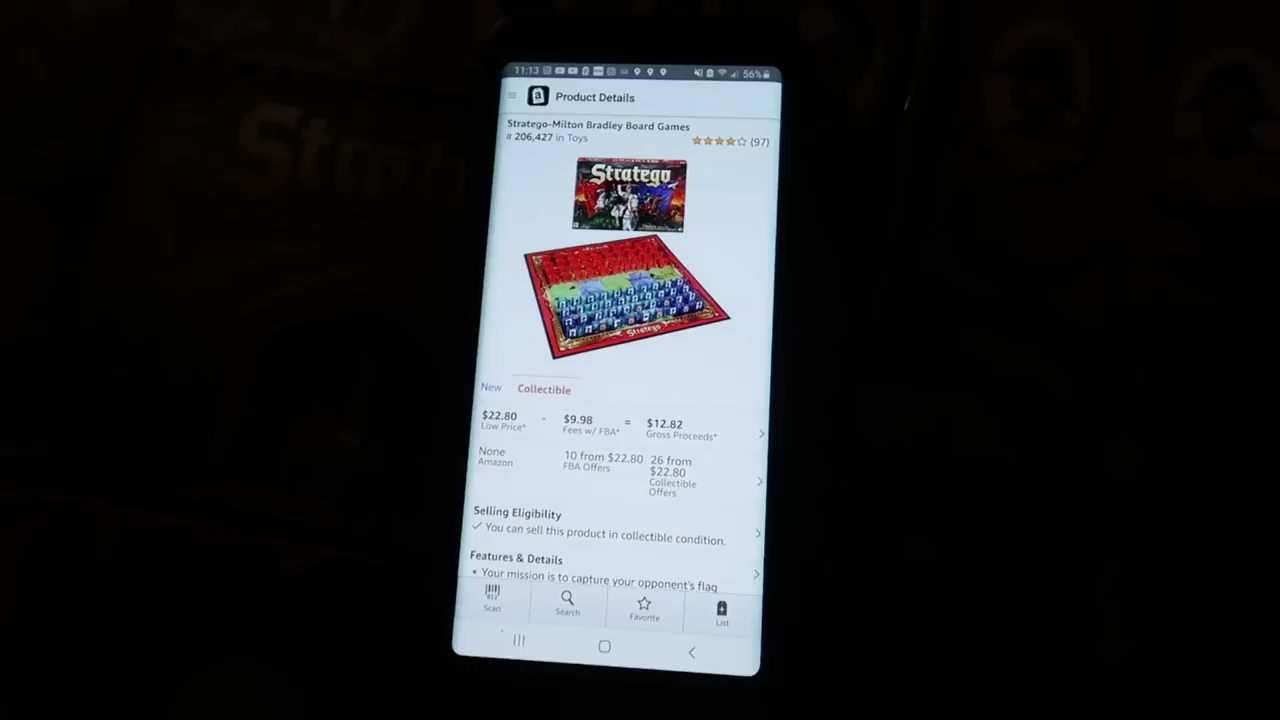 11:13
56%
Product Details
Stratego-Milton Bradley Board Games
# 206,427 in Toys
(97)
Stratego
Stratego
New
Collectible
$22.80 - $9.98 = $12.82
Low Price* Fees w/ FBA* Gross Proceeds*
None 10 from $22.80 26 from
Amazon FBA Offers $22.80
Collectible
Offers
Selling Eligibility
✓ You can sell this product in collectible condition.
Features & Details
• Your mission is to capture your opponent's flag
Scan
Search
Favorite
List